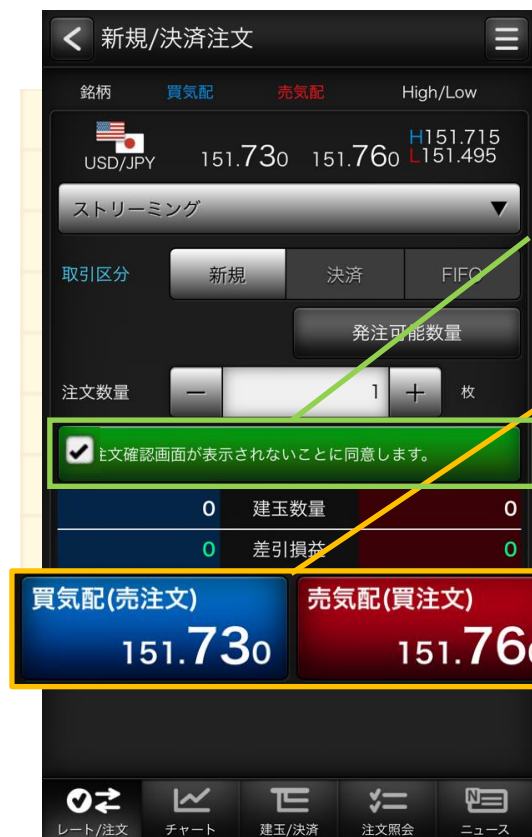 新規/決済注文
銘柄 買気配 売気配 High/Low
USD/JPY 151.730 151.760 H151.715
L151.495
ストリーミング ▼
取引区分 新規 決済 FIFO
発注可能数量
注文数量 － 1 ＋ 枚
注文確認画面が表示されないことに同意します。
0 建玉数量 0
0 差引損益 0
買気配(売注文) 売気配(買注文)
151.730 151.760
レート/注文 チャート 建玉/決済 注文照会 ニュース